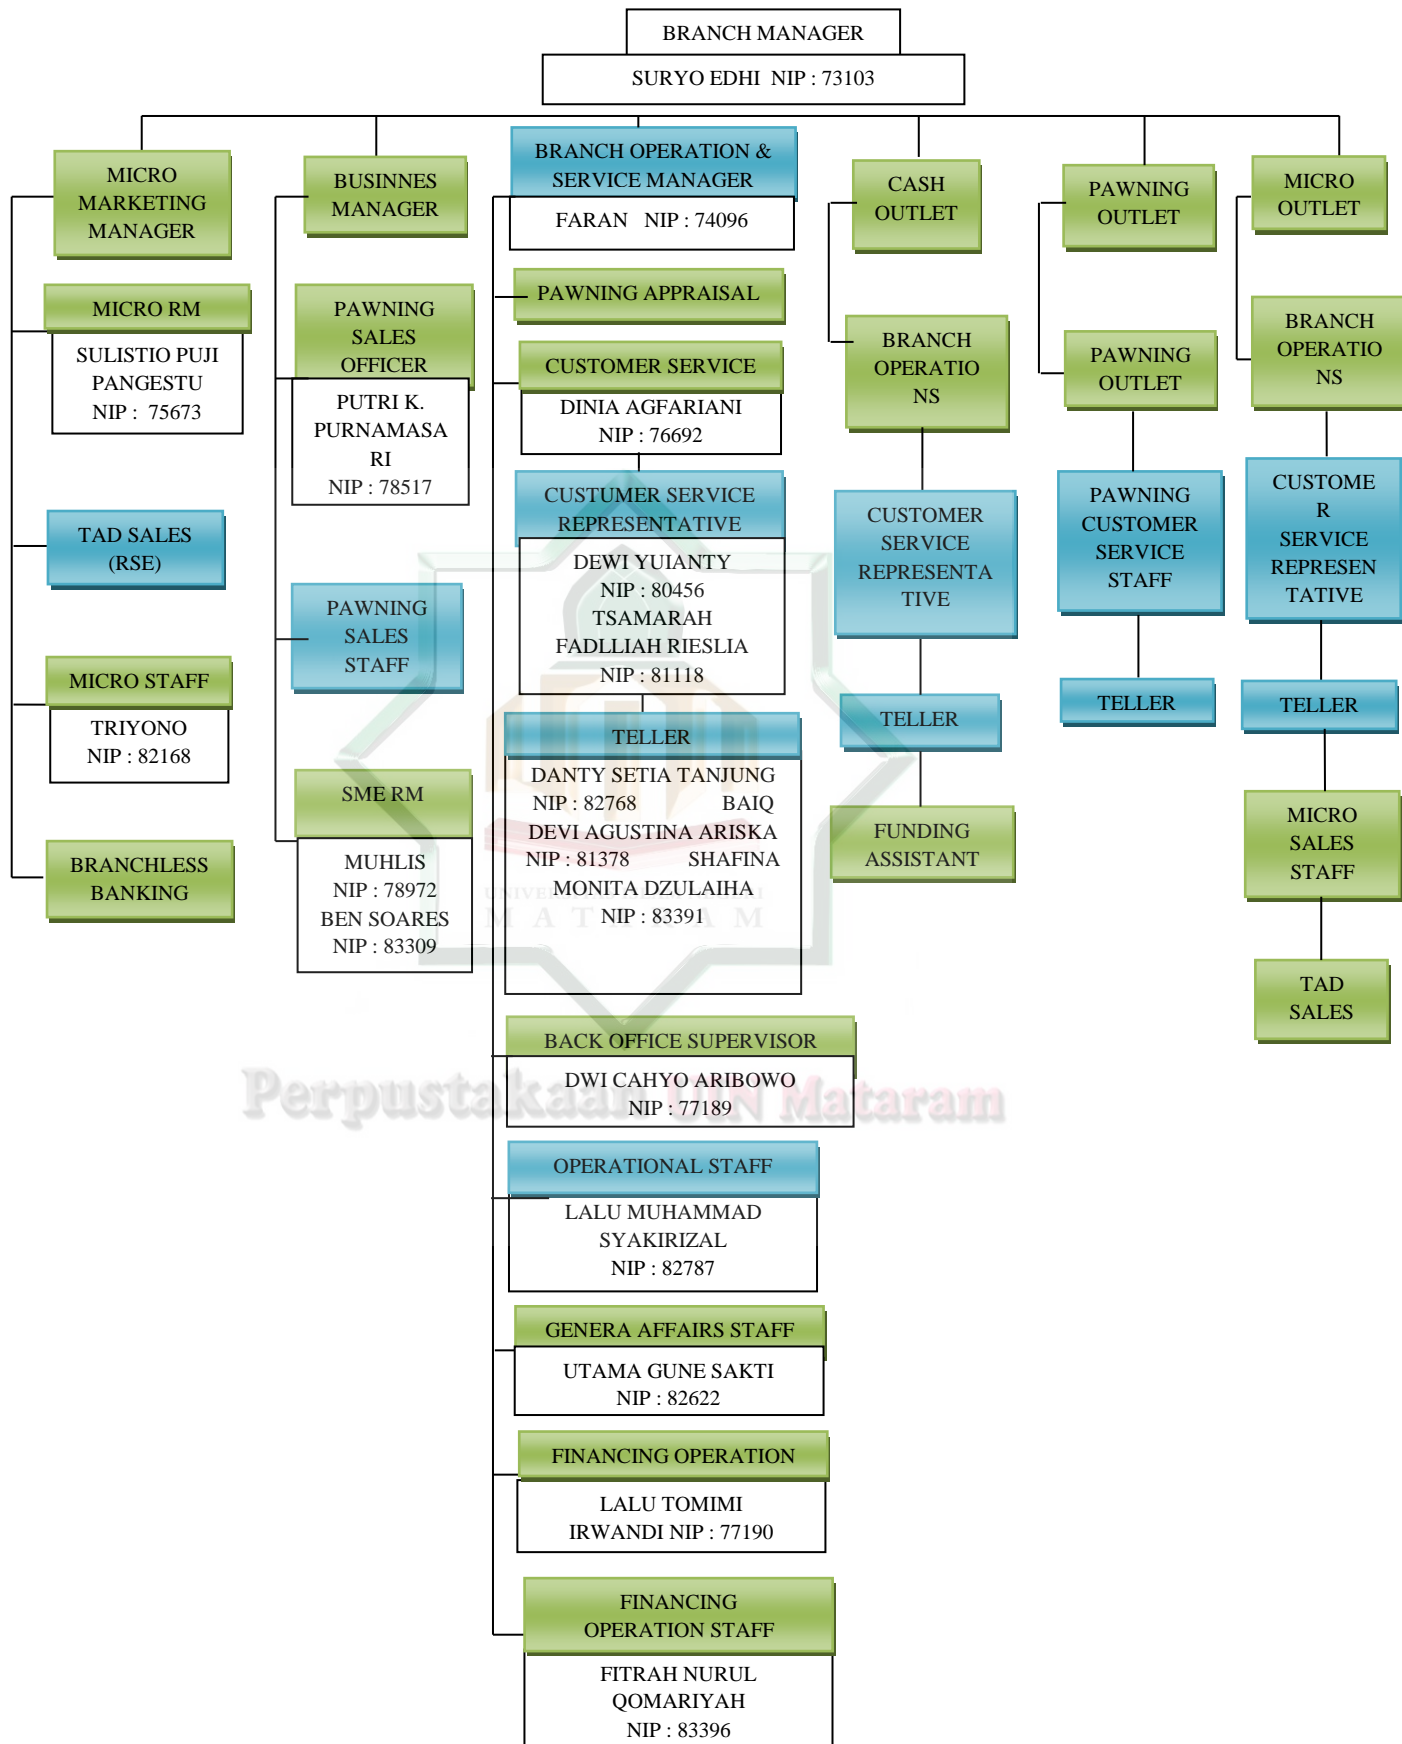 BRANCH MANAGER
SURYO EDHI  NIP : 73103
MICRO
MARKETING
MANAGER
MICRO RM
SULISTIO PUJI
PANGESTU
NIP :  75673
TAD SALES
(RSE)
MICRO STAFF
TRIYONO
NIP : 82168
BRANCHLESS
BANKING
BUSINNES
MANAGER
PAWNING
SALES
OFFICER
PUTRI K.
PURNAMASA
RI
NIP : 78517
PAWNING
SALES
STAFF
SME RM
MUHLIS
NIP : 78972
BEN SOARES
NIP : 83309
BRANCH OPERATION &
SERVICE MANAGER
FARAN   NIP : 74096
PAWNING APPRAISAL
CUSTOMER SERVICE
DINIA AGFARIANI
NIP : 76692
CUSTUMER SERVICE
REPRESENTATIVE
DEWI YUIANTY
NIP : 80456
TSAMARAH
FADLLIAH RIESLIA
NIP : 81118
TELLER
DANTY SETIA TANJUNG
NIP : 82768               BAIQ
DEVI AGUSTINA ARISKA
NIP : 81378           SHAFINA
MONITA DZULAIHA
NIP : 83391
BACK OFFICE SUPERVISOR
DWI CAHYO ARIBOWO
NIP : 77189
OPERATIONAL STAFF
LALU MUHAMMAD
SYAKIRIZAL
NIP : 82787
GENERA AFFAIRS STAFF
UTAMA GUNE SAKTI
NIP : 82622
FINANCING OPERATION
LALU TOMIMI
IRWANDI NIP : 77190
FINANCING
OPERATION STAFF
FITRAH NURUL
QOMARIYAH
NIP : 83396
CASH
OUTLET
BRANCH
OPERATIO
NS
CUSTOMER
SERVICE
REPRESENTA
TIVE
TELLER
FUNDING
ASSISTANT
PAWNING
OUTLET
PAWNING
OUTLET
PAWNING
CUSTOMER
SERVICE
STAFF
TELLER
MICRO
OUTLET
BRANCH
OPERATIO
NS
CUSTOME
R
SERVICE
REPRESEN
TATIVE
TELLER
MICRO
SALES
STAFF
TAD
SALES
UNIVERSITAS ISLAM NEGERI
MATARAM
Perpustakaan UIN Mataram